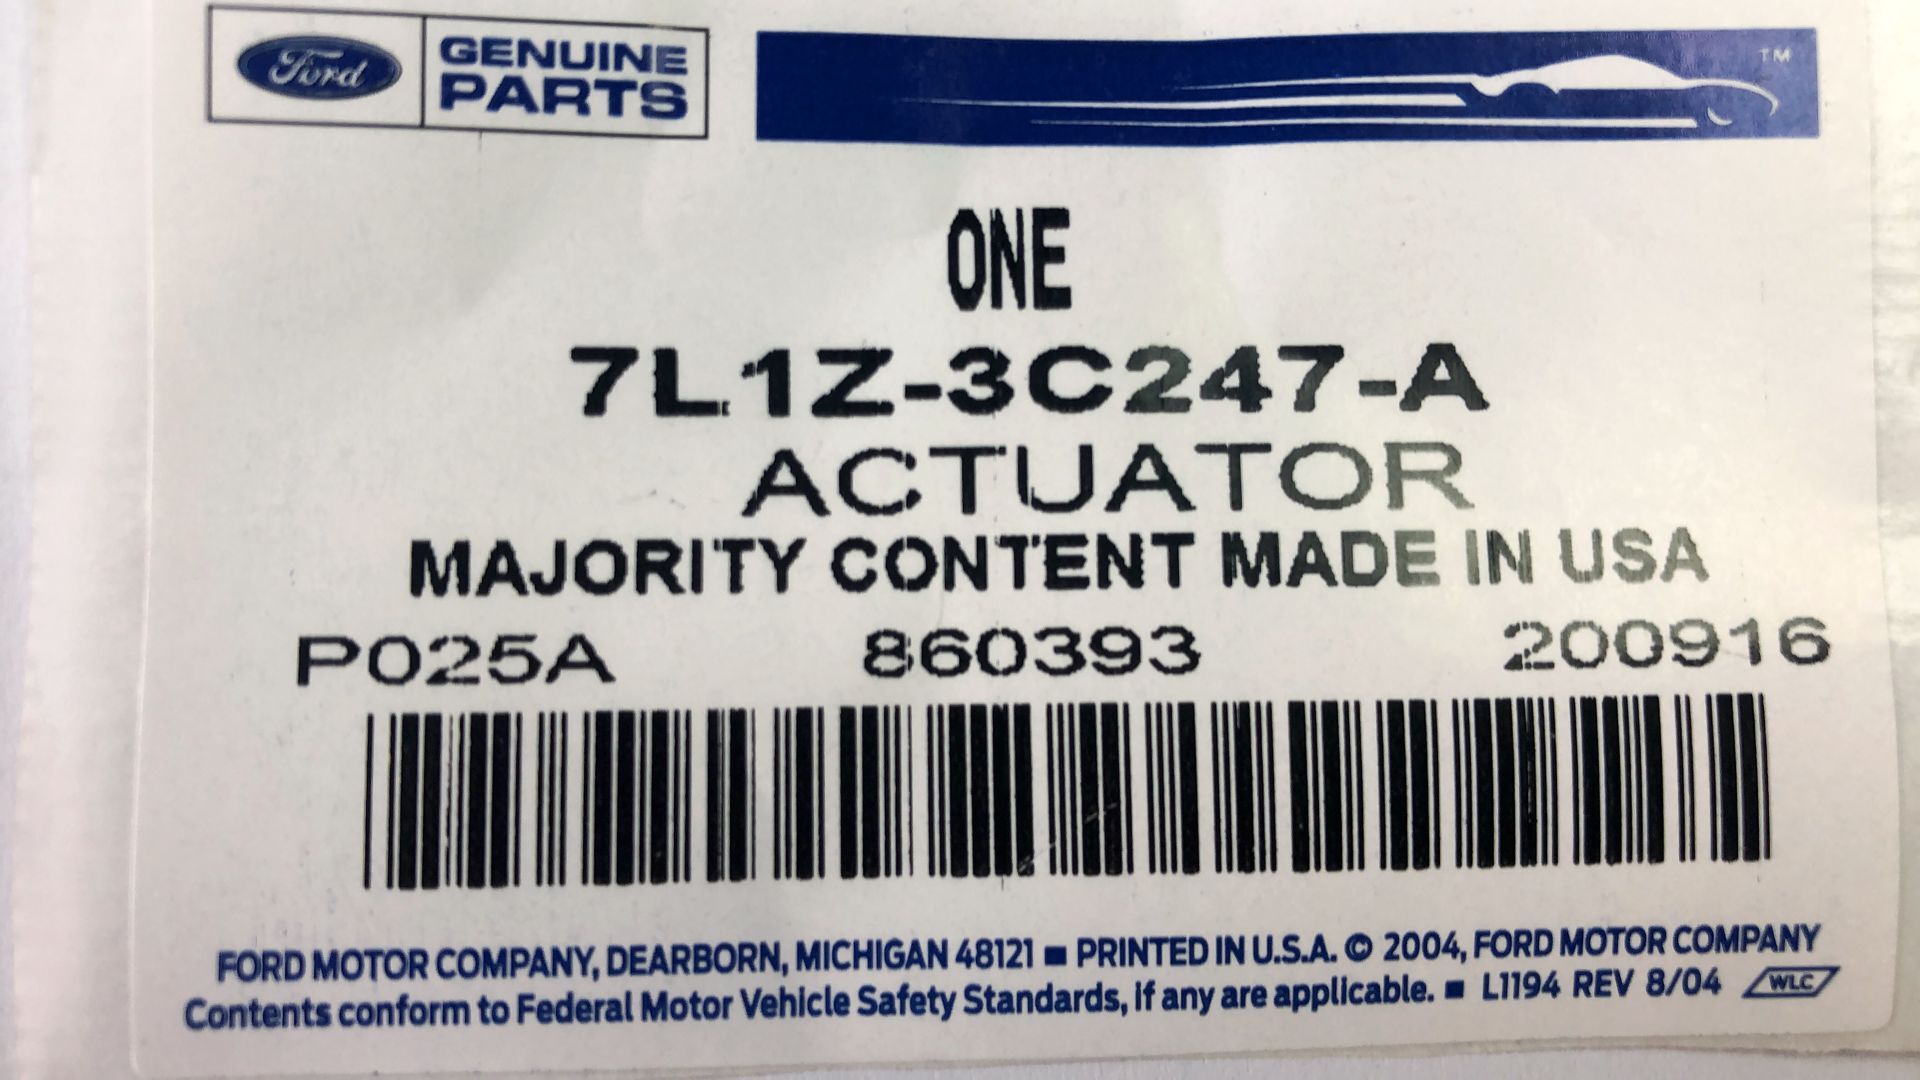 Ford GENUINE PARTS
TM
ONE
7L1Z-3C247-A
ACTUATOR
MAJORITY CONTENT MADE IN USA
P025A 860393 200916
FORD MOTOR COMPANY, DEARBORN, MICHIGAN 48121 ■ PRINTED IN U.S.A. © 2004, FORD MOTOR COMPANY
Contents conform to Federal Motor Vehicle Safety Standards, if any are applicable. ■ L1194 REV 8/04 WLC